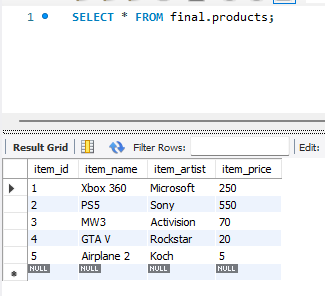 1 SELECT * FROM final.products;
Result Grid Filter Rows: Edit:
item_id item_name item_artist item_price
1 Xbox 360 Microsoft 250
2 PS5 Sony 550
3 MW3 Activision 70
4 GTA V Rockstar 20
5 Airplane 2 Koch 5
NULL NULL NULL NULL